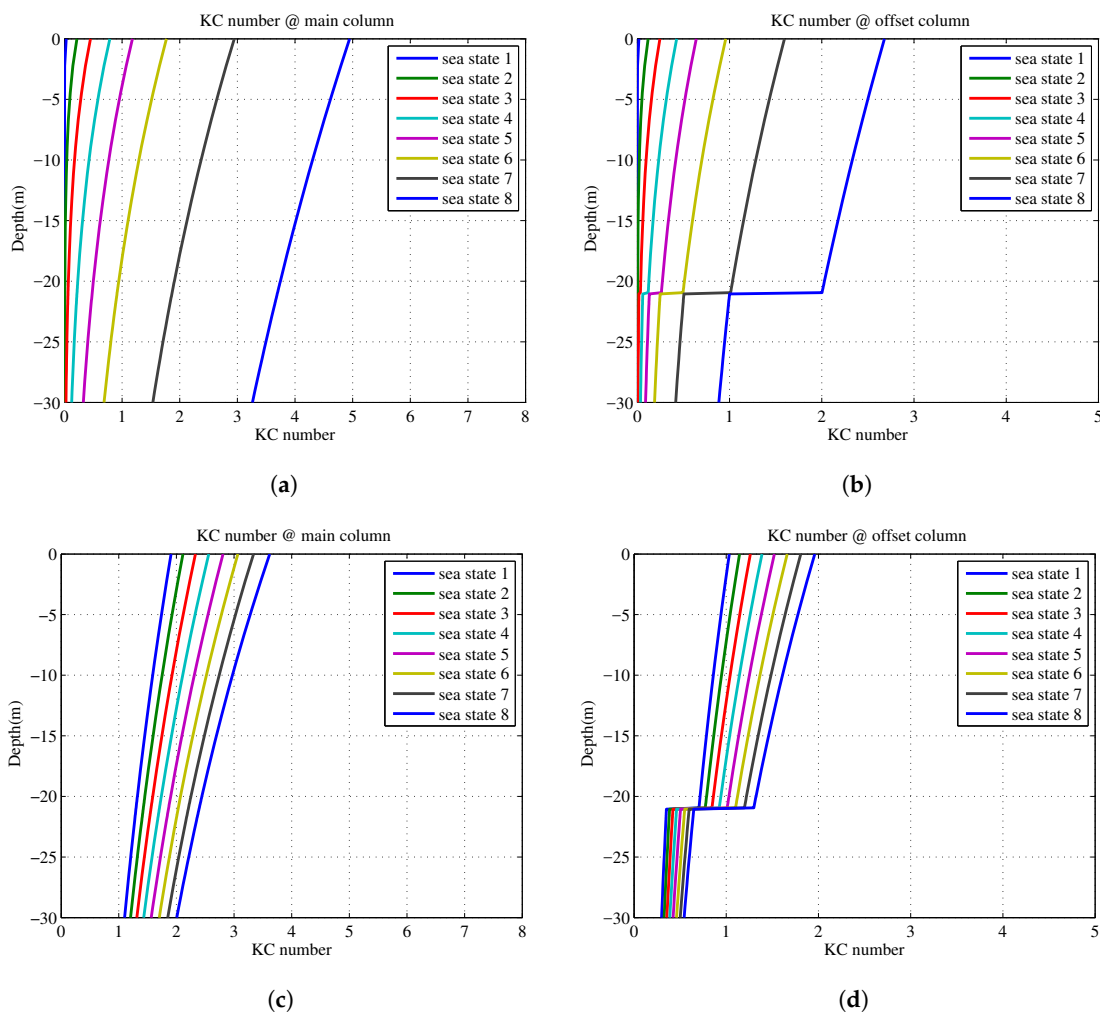 KC number @ main column
0
−5
−10
−15
−20
−25
−30
Depth(m)
sea state 1
sea state 2
sea state 3
sea state 4
sea state 5
sea state 6
sea state 7
sea state 8
0 1 2 3 4 5 6 7 8
KC number
(a)
KC number @ offset column
0
−5
−10
−15
−20
−25
−30
Depth(m)
sea state 1
sea state 2
sea state 3
sea state 4
sea state 5
sea state 6
sea state 7
sea state 8
0 1 2 3 4 5
KC number
(b)
KC number @ main column
0
−5
−10
−15
−20
−25
−30
Depth(m)
sea state 1
sea state 2
sea state 3
sea state 4
sea state 5
sea state 6
sea state 7
sea state 8
0 1 2 3 4 5 6 7 8
KC number
(c)
KC number @ offset column
0
−5
−10
−15
−20
−25
−30
Depth(m)
sea state 1
sea state 2
sea state 3
sea state 4
sea state 5
sea state 6
sea state 7
sea state 8
0 1 2 3 4 5
KC number
(d)